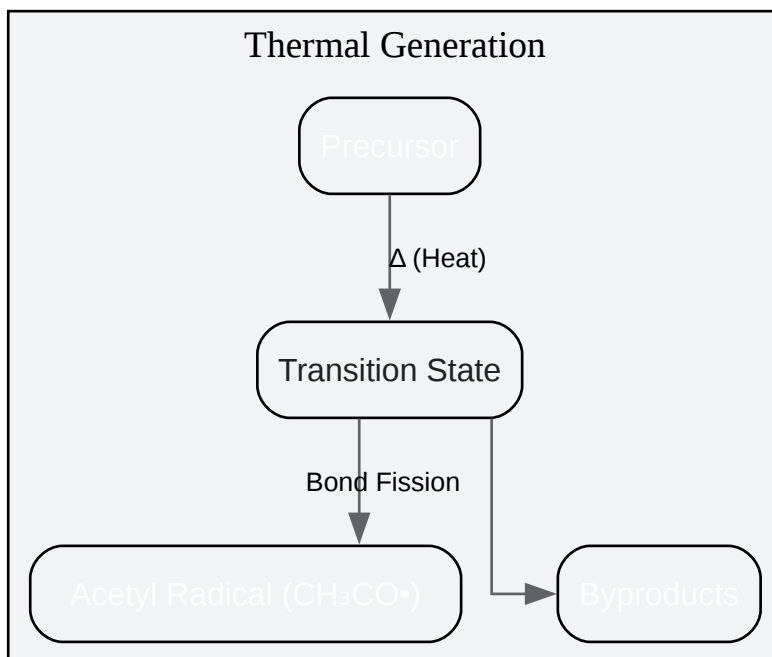 Thermal Generation
Precursor
Δ (Heat)
Transition State
Bond Fission
Acetyl Radical (CH₃CO•)
Byproducts